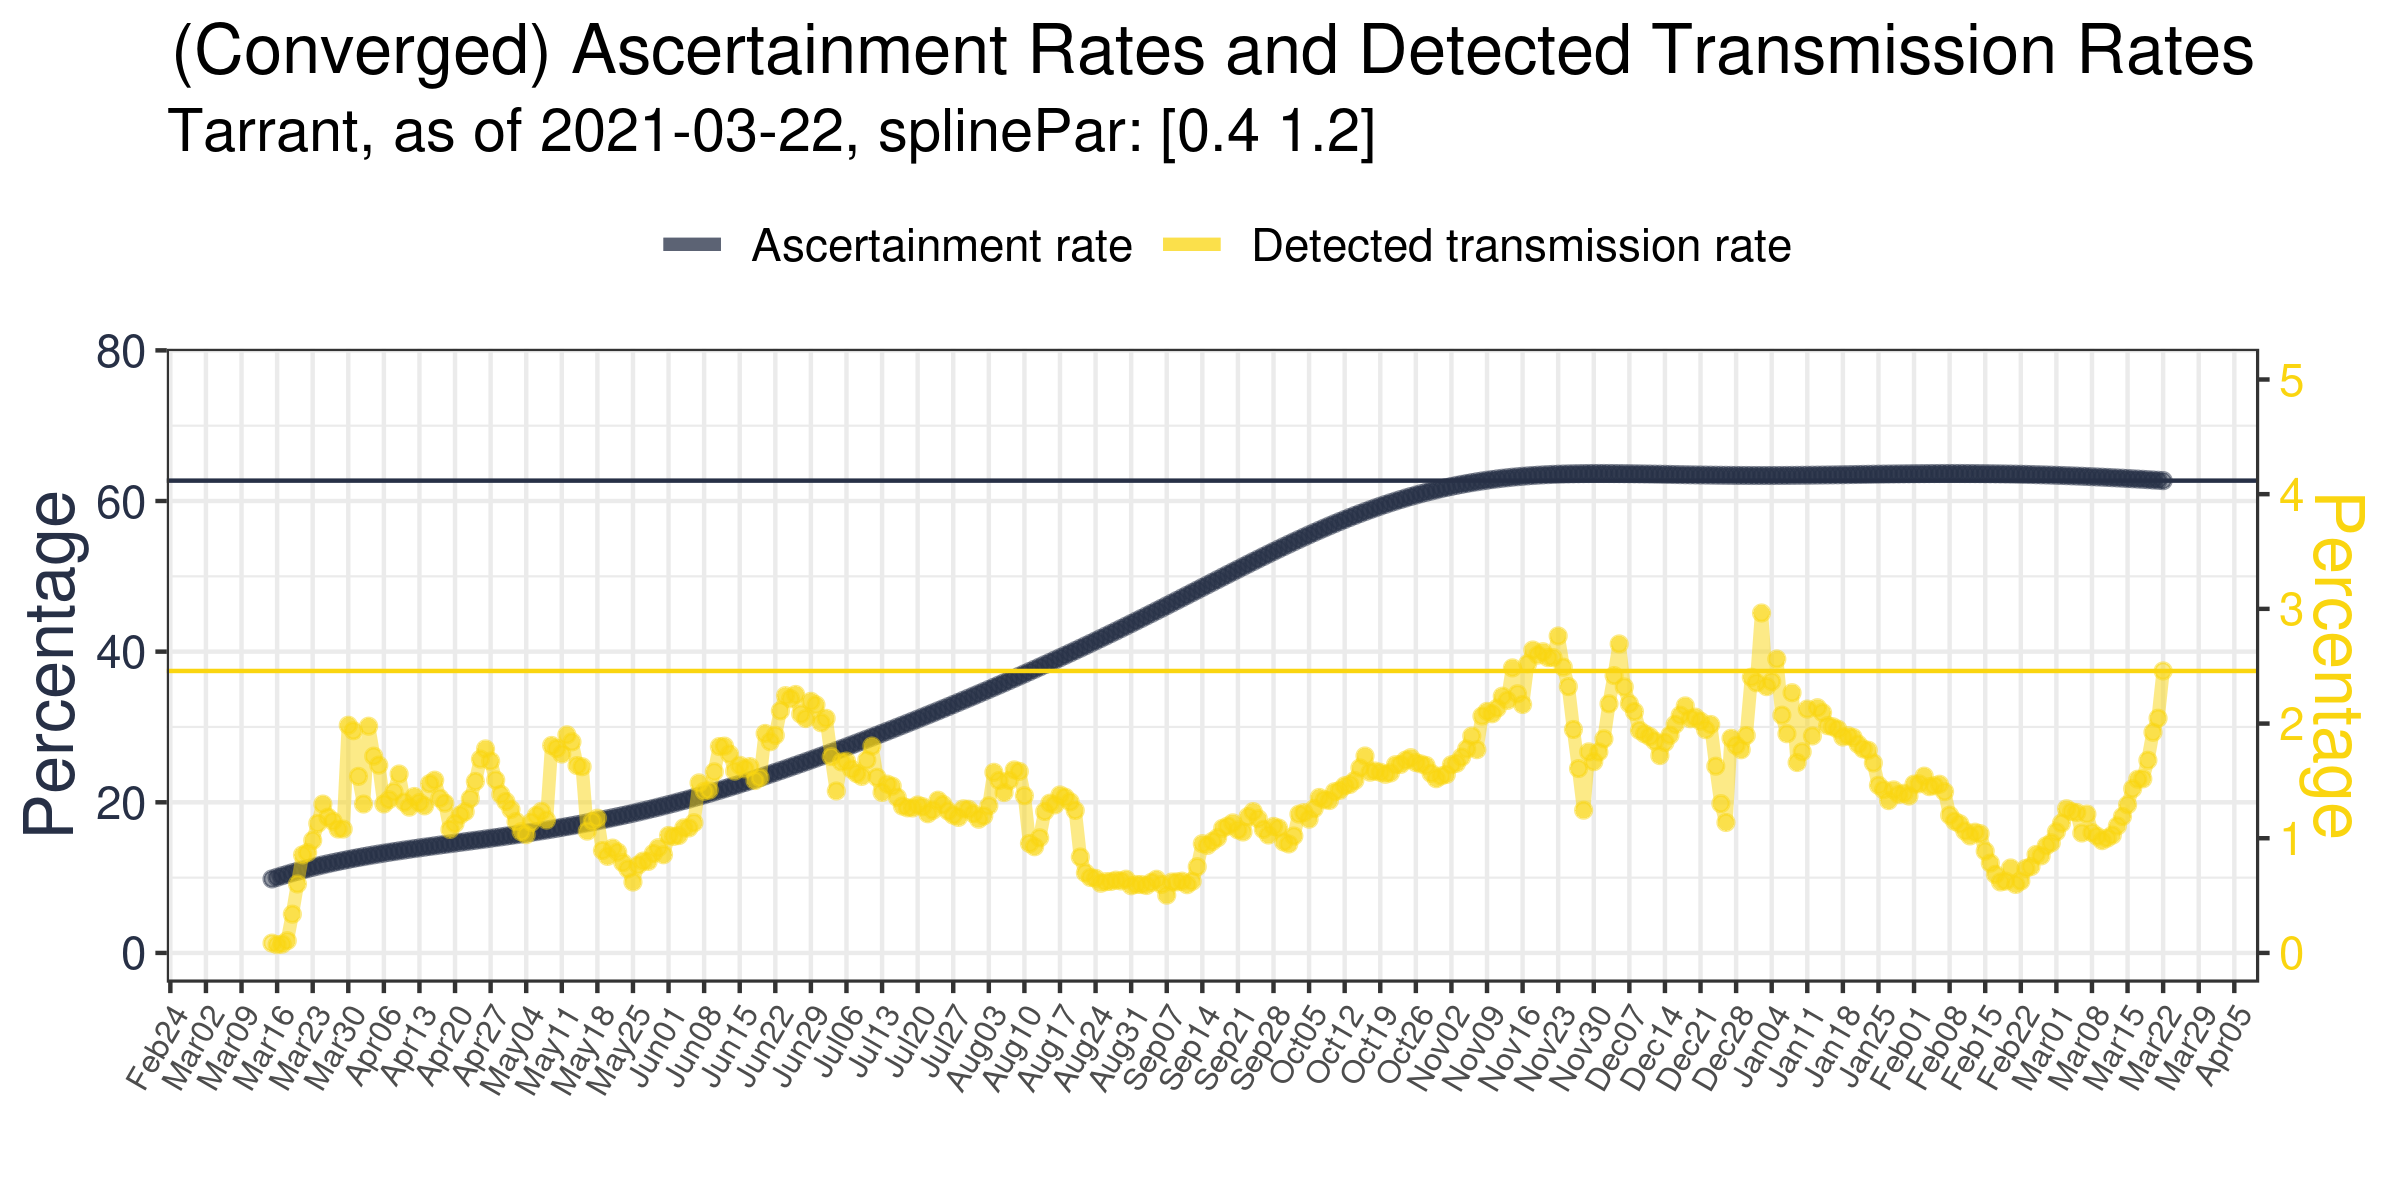 (Converged) Ascertainment Rates and Detected Transmission Rates
Tarrant, as of 2021-03-22, splinePar: [0.4 1.2]
Ascertainment rate Detected transmission rate
Percentage
80
60
40
20
0
5
4
3
2
1
0
Percentage
Feb24 Mar02 Mar09 Mar16 Mar23 Mar30 Apr06 Apr13 Apr20 Apr27 May04 May11 May18 May25 Jun01 Jun08 Jun15 Jun22 Jun29 Jul06 Jul13 Jul20 Jul27 Aug03 Aug10 Aug17 Aug24 Aug31 Sep07 Sep14 Sep21 Sep28 Oct05 Oct12 Oct19 Oct26 Nov02 Nov09 Nov16 Nov23 Nov30 Dec07 Dec14 Dec21 Dec28 Jan04 Jan11 Jan18 Jan25 Feb01 Feb08 Feb15 Feb22 Mar01 Mar08 Mar15 Mar22 Mar29 Apr05